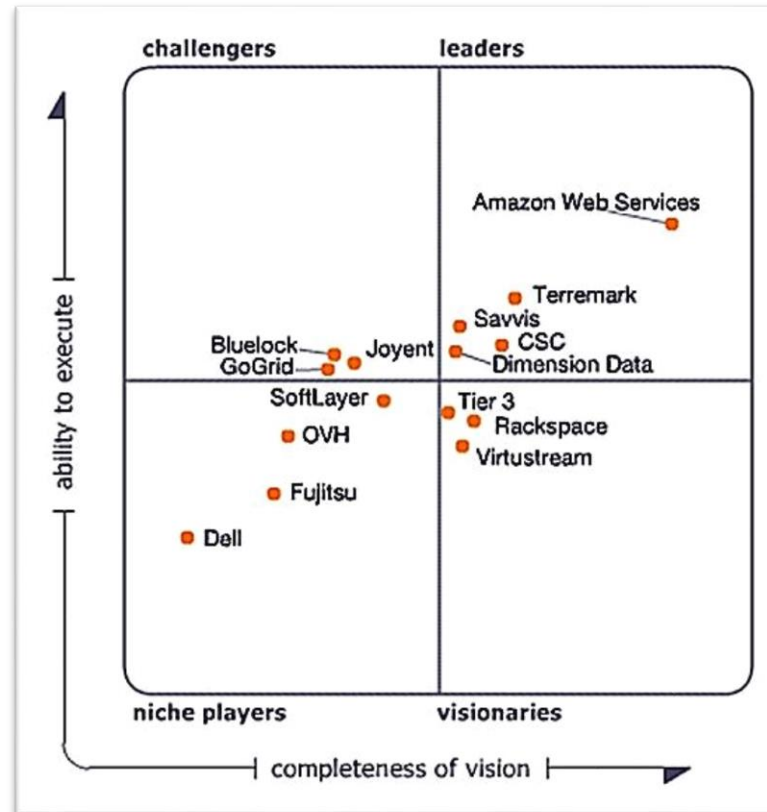 challengers
leaders
Amazon Web Services
Terremark
Savvis
CSC
Dimension Data
Bluelock
Joyent
GoGrid
SoftLayer
OVH
Fujitsu
Dell
Tier 3
Rackspace
Virtustream
niche players
visionaries
ability to execute
completeness of vision